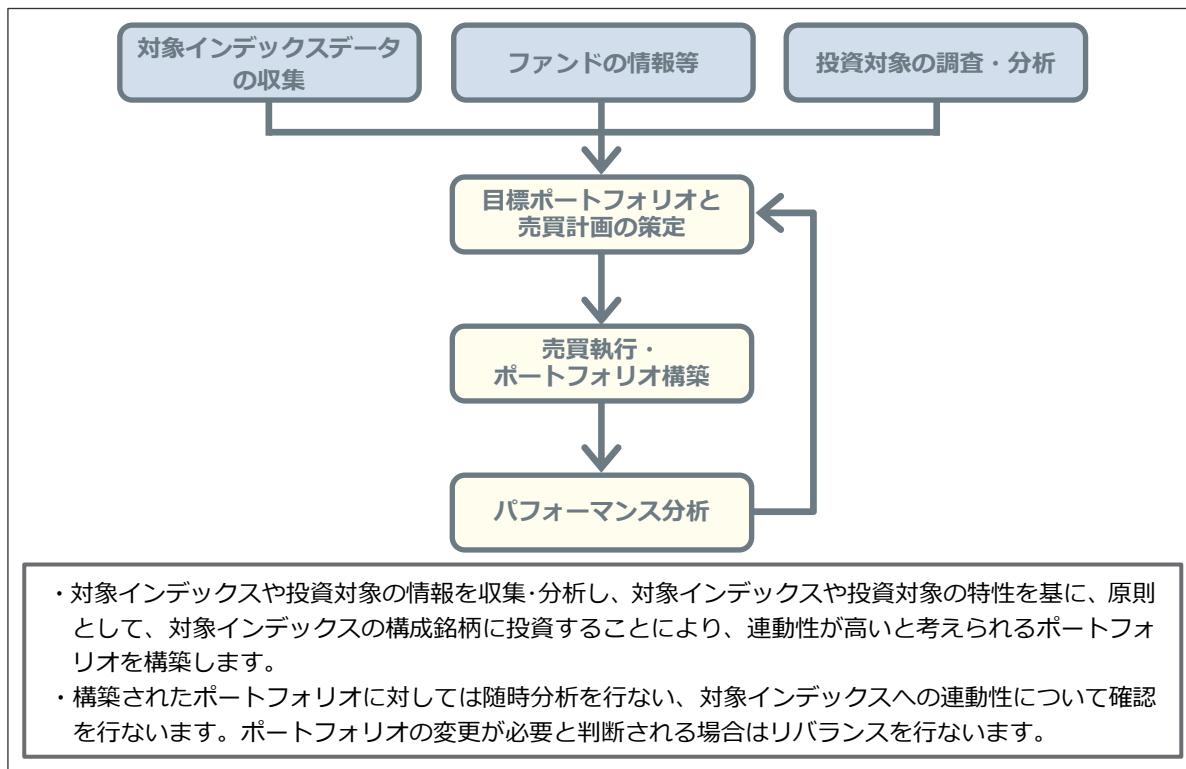 対象インデックスデータ
の収集
ファンドの情報等
投資対象の調査・分析
目標ポートフォリオと
売買計画の策定
売買執行・
ポートフォリオ構築
パフォーマンス分析
・対象インデックスや投資対象の情報を収集・分析し、対象インデックスや投資対象の特性を基に、原則
として、対象インデックスの構成銘柄に投資することにより、連動性が高いと考えられるポートフォ
リオを構築します。
・構築されたポートフォリオに対しては随時分析を行ない、対象インデックスへの連動性について確認
を行ないます。ポートフォリオの変更が必要と判断される場合はリバランスを行ないます。